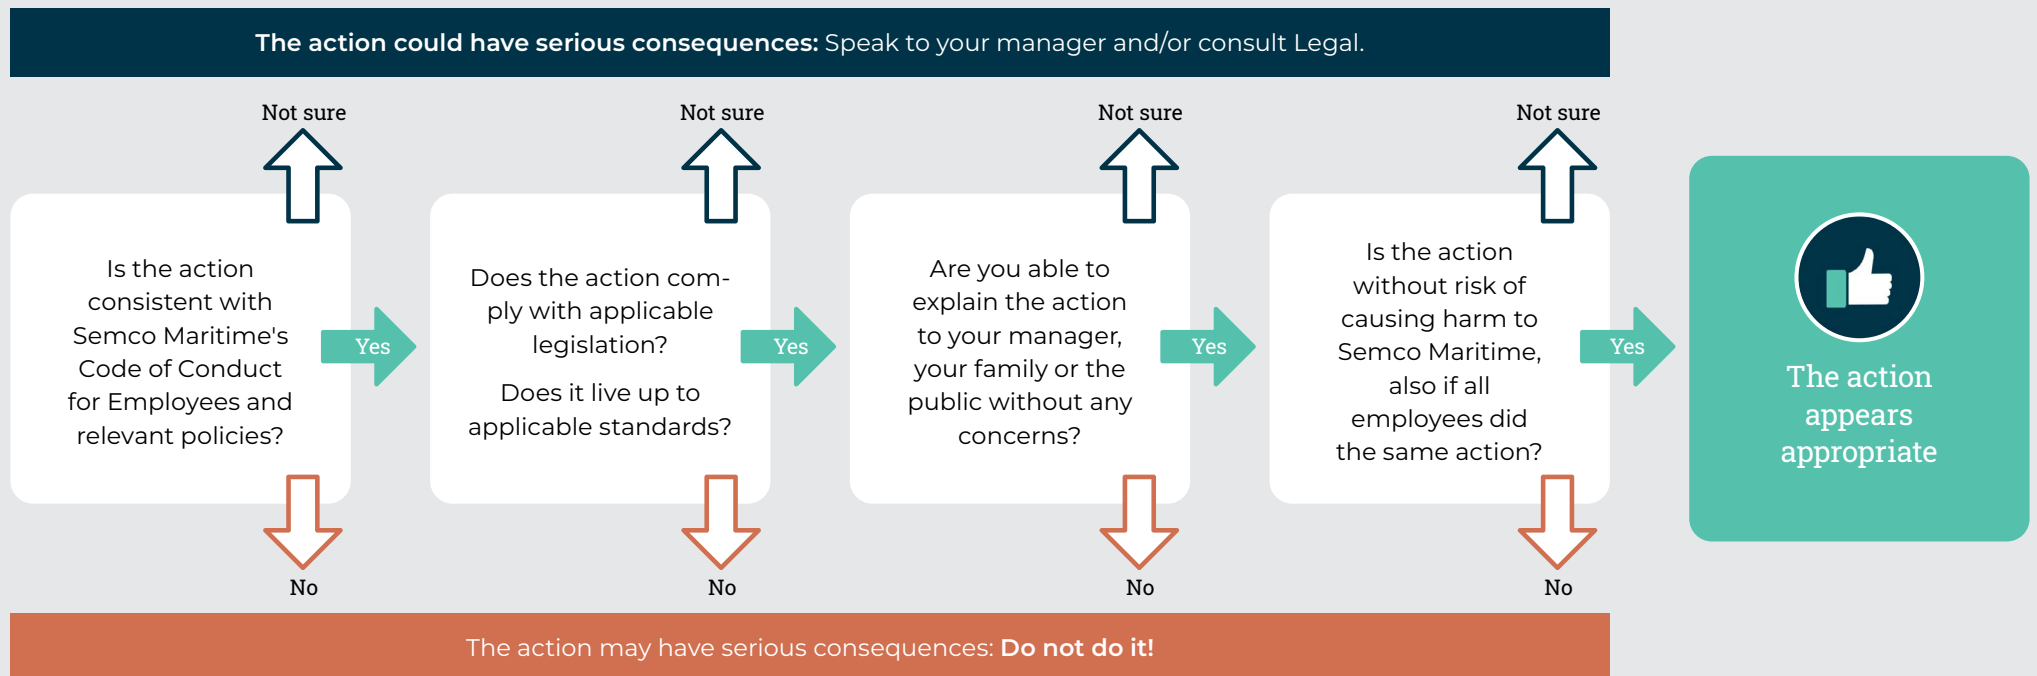 The action could have serious consequences: Speak to your manager and/or consult Legal.
Not sure
Not sure
Not sure
Not sure
Is the action
consistent with
Semco Maritime's
Code of Conduct
for Employees and
relevant policies?
Yes
Does the action com-
ply with applicable
legislation?
Does it live up to
applicable standards?
Yes
Are you able to
explain the action
to your manager,
your family or the
public without any
concerns?
Yes
Is the action
without risk of
causing harm to
Semco Maritime,
also if all
employees did
the same action?
Yes
The action
appears
appropriate
No
No
No
No
The action may have serious consequences: Do not do it!